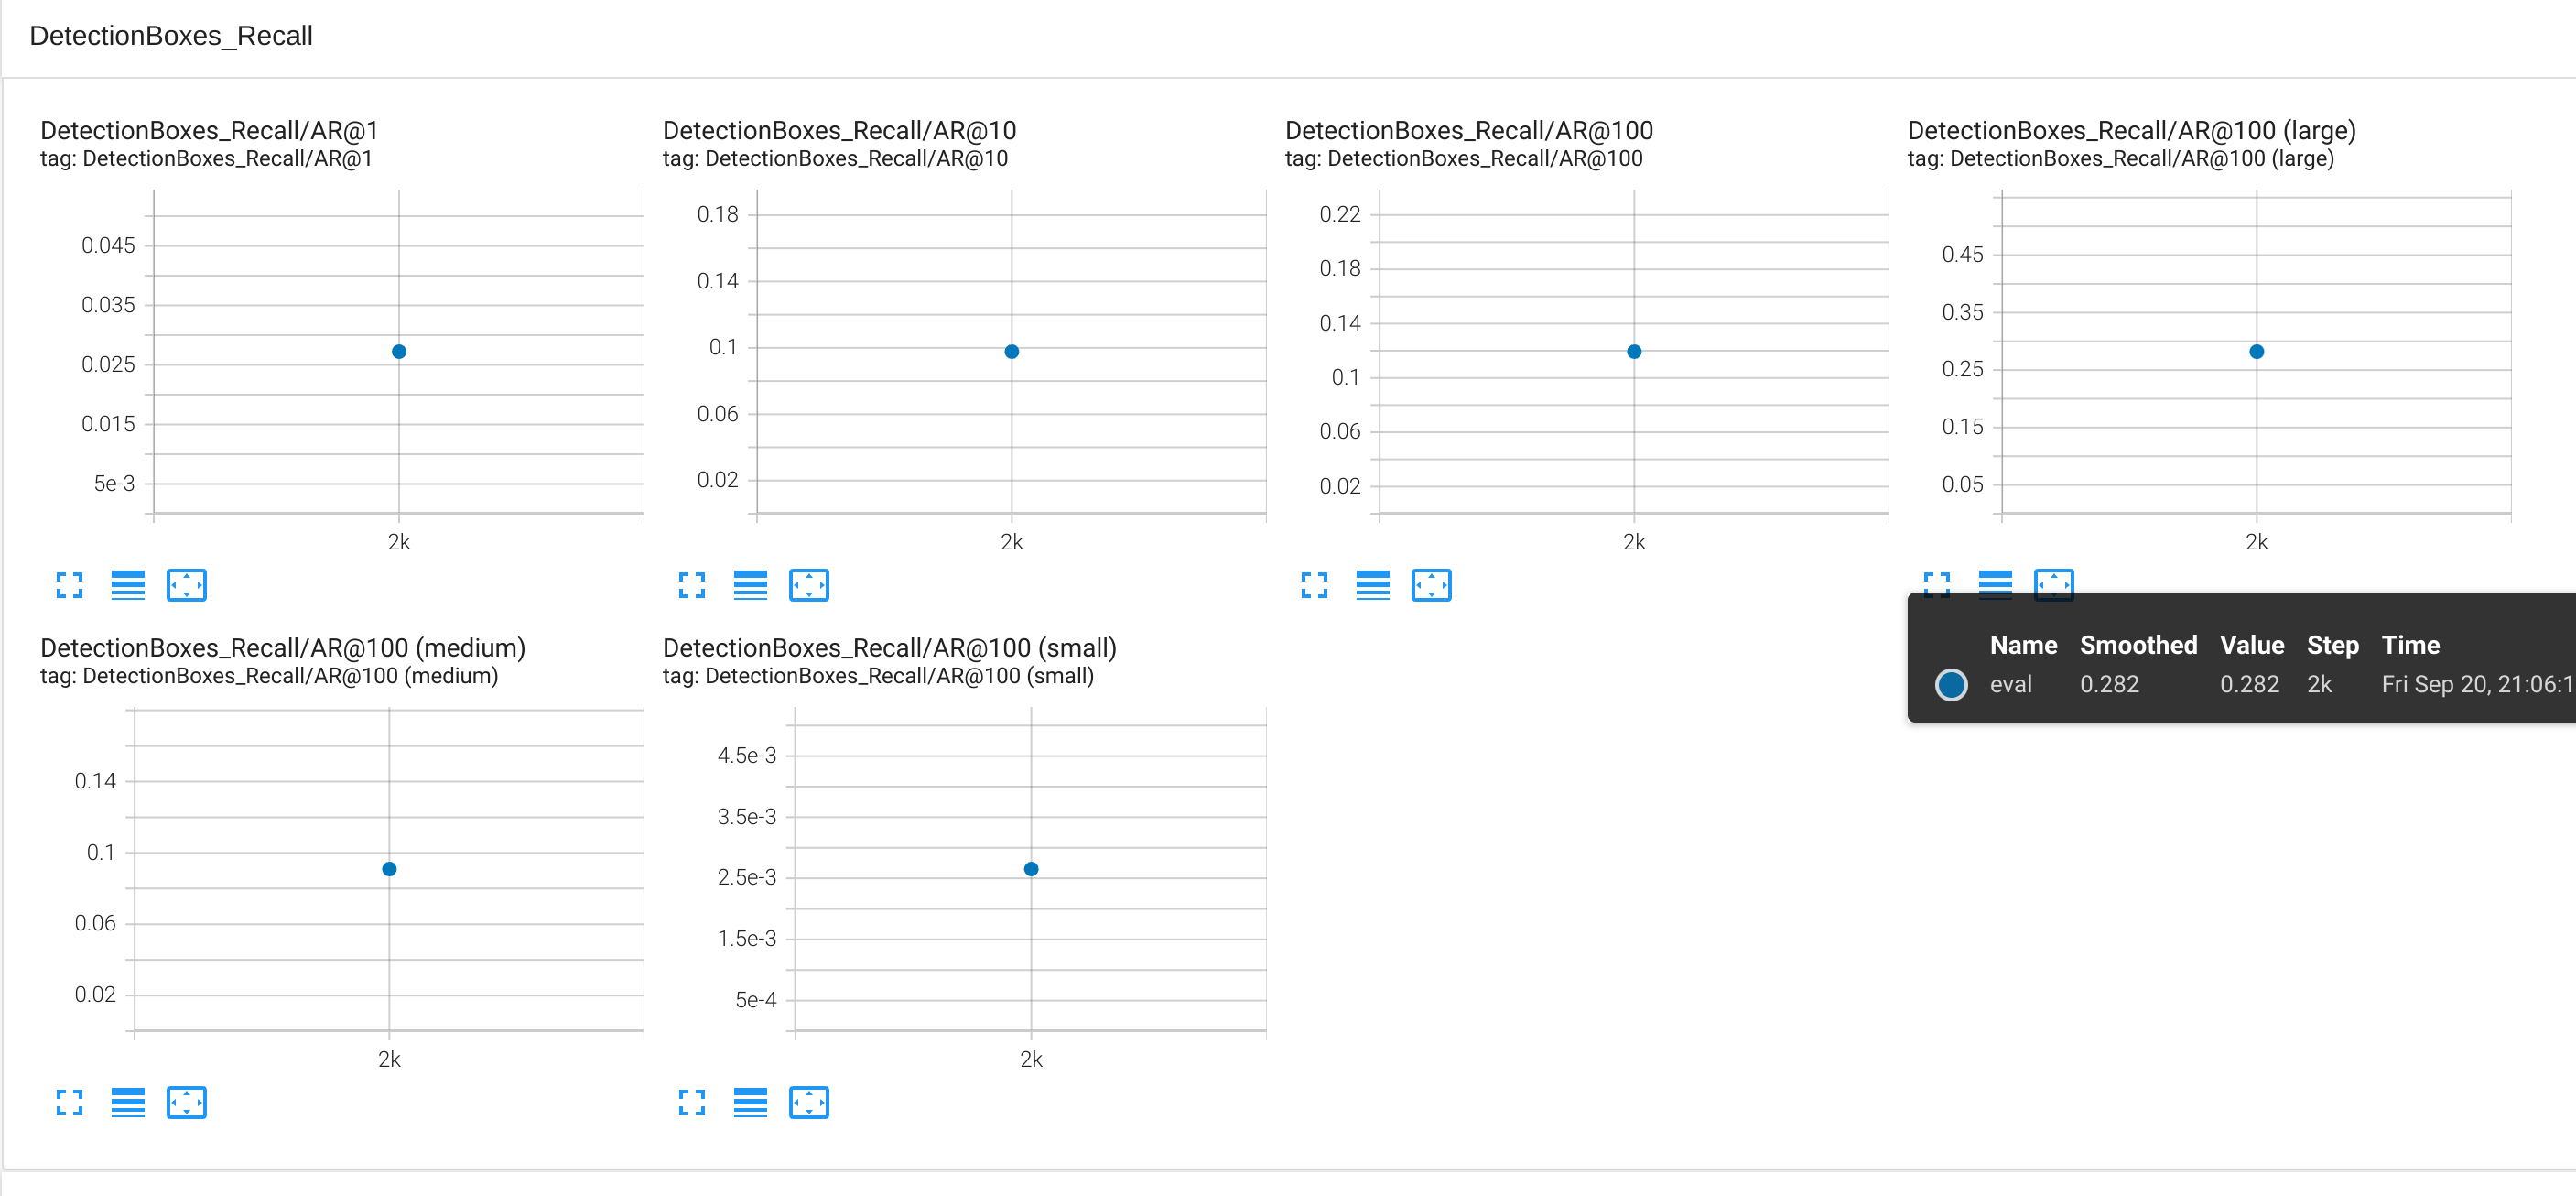 DetectionBoxes_Recall
DetectionBoxes_Recall/AR@1
tag: DetectionBoxes_Recall/AR@1
0.045
0.035
0.025
0.015
5e-3
2k
DetectionBoxes_Recall/AR@10
tag: DetectionBoxes_Recall/AR@10
0.18
0.14
0.1
0.06
0.02
2k
DetectionBoxes_Recall/AR@100
tag: DetectionBoxes_Recall/AR@100
0.22
0.18
0.14
0.1
0.06
0.02
2k
DetectionBoxes_Recall/AR@100 (large)
tag: DetectionBoxes_Recall/AR@100 (large)
0.45
0.35
0.25
0.15
0.05
2k
Name Smoothed Value Step Time
eval 0.282 0.282 2k Fri Sep 20, 21:06:1
DetectionBoxes_Recall/AR@100 (medium)
tag: DetectionBoxes_Recall/AR@100 (medium)
0.14
0.1
0.06
0.02
2k
DetectionBoxes_Recall/AR@100 (small)
tag: DetectionBoxes_Recall/AR@100 (small)
4.5e-3
3.5e-3
2.5e-3
1.5e-3
5e-4
2k